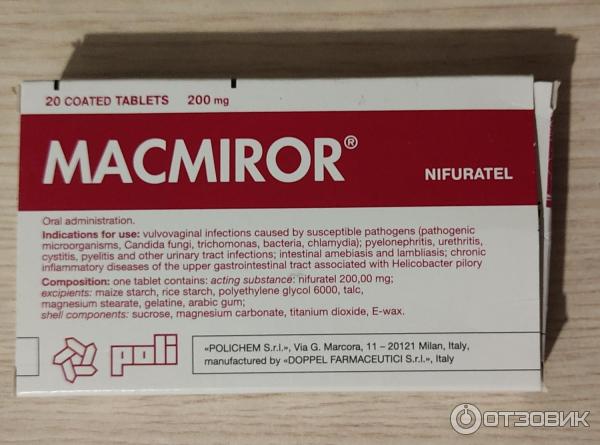 20 COATED TABLETS 200 mg
MACMIROR® NIFURATEL
Oral administration.
Indications for use: vulvovaginal infections caused by susceptible pathogens (pathogenic
microorganisms, Candida fungi, trichomonas, bacteria, chlamydia); pyelonephritis, urethritis,
cystitis, pyelitis and other urinary tract infections; intestinal amebiasis and lambliasis; chronic
inflammatory diseases of the upper gastrointestinal tract associated with Helicobacter pilory
Composition: one tablet contains: acting substance: nifuratel 200,00 mg;
excipients: maize starch, rice starch, polyethylene glycol 6000, talc,
magnesium stearate, gelatine, arabic gum;
shell components: sucrose, magnesium carbonate, titanium dioxide, E-wax.
poli
«POLICHEM S.r.l.», Via G. Marcora, 11 – 20121 Milan, Italy,
manufactured by «DOPPEL FARMACEUTICI S.r.l.», Italy
ОТЗОВИК